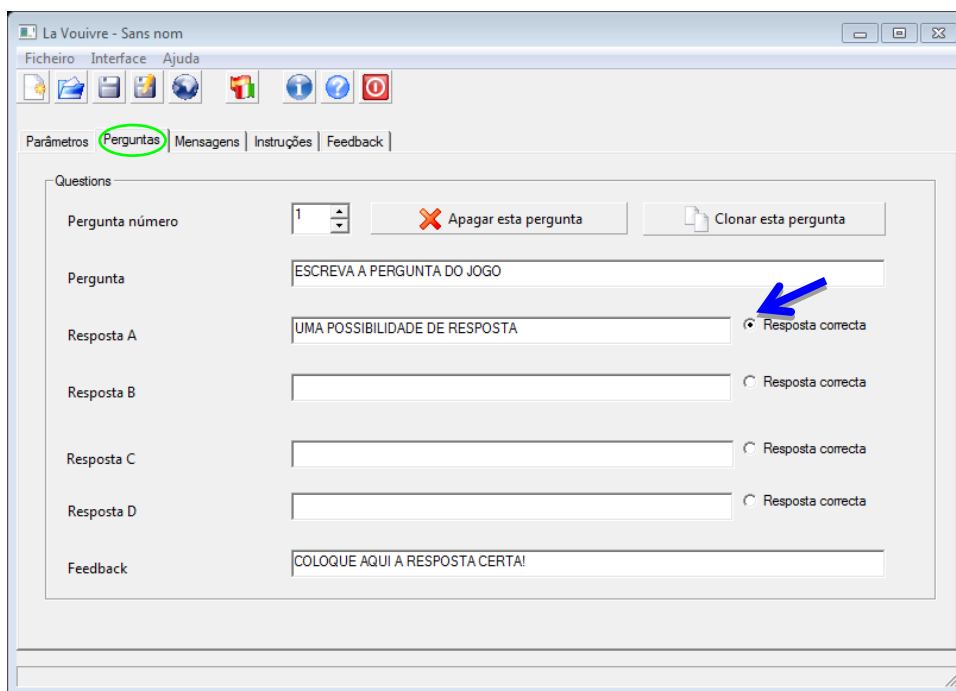 La Vouivre - Sans nom
Ficheiro Interface Ajuda
Parâmetros Perguntas Mensagens Instruções Feedback
Questions
Pergunta número 1 Apagar esta pergunta Clonar esta pergunta
Pergunta ESCREVA A PERGUNTA DO JOGO
Resposta A UMA POSSIBILIDADE DE RESPOSTA Resposta correcta
Resposta B Resposta correcta
Resposta C Resposta correcta
Resposta D Resposta correcta
Feedback COLOQUE AQUI A RESPOSTA CERTA!